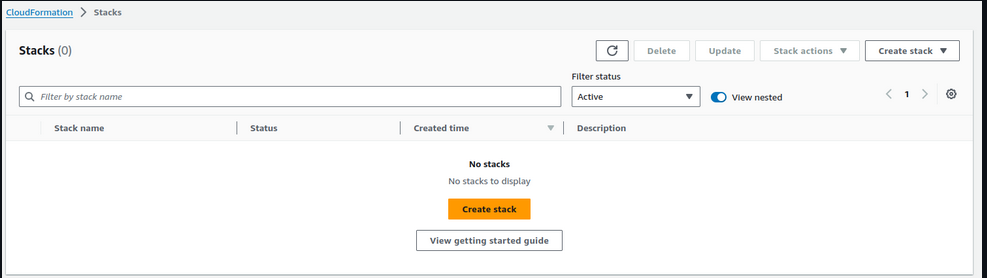 CloudFormation > Stacks
Stacks (0)
Delete
Update
Stack actions
Create stack
Filter status
Filter by stack name
Active
View nested
1
Stack name
Status
Created time
Description
No stacks
No stacks to display
Create stack
View getting started guide